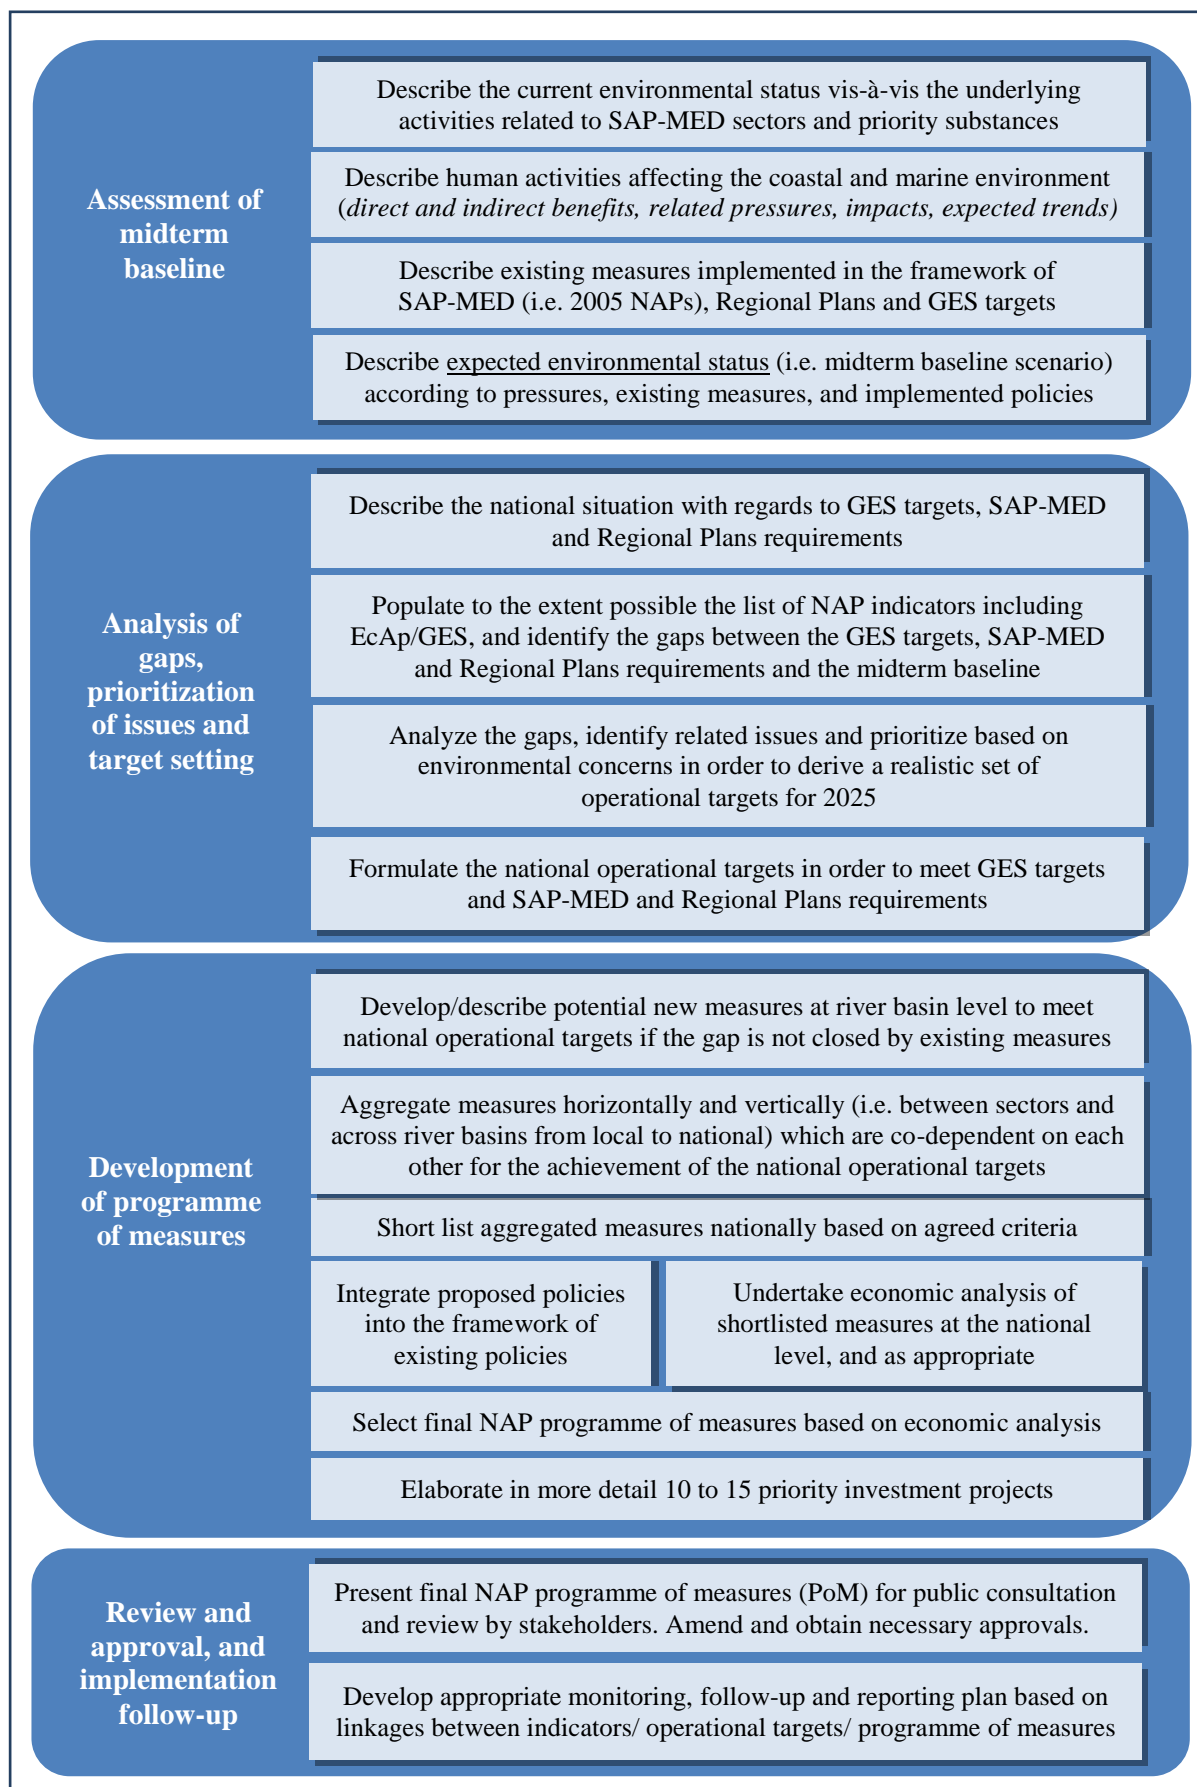 Assessment of
midterm
baseline
Describe the current environmental status vis-à-vis the underlying
activities related to SAP-MED sectors and priority substances
Describe human activities affecting the coastal and marine environment
(direct and indirect benefits, related pressures, impacts, expected trends)
Describe existing measures implemented in the framework of
SAP-MED (i.e. 2005 NAPs), Regional Plans and GES targets
Describe expected environmental status (i.e. midterm baseline scenario)
according to pressures, existing measures, and implemented policies
Analysis of
gaps,
prioritization
of issues and
target setting
Describe the national situation with regards to GES targets, SAP-MED
and Regional Plans requirements
Populate to the extent possible the list of NAP indicators including
EcAp/GES, and identify the gaps between the GES targets, SAP-MED
and Regional Plans requirements and the midterm baseline
Analyze the gaps, identify related issues and prioritize based on
environmental concerns in order to derive a realistic set of
operational targets for 2025
Formulate the national operational targets in order to meet GES targets
and SAP-MED and Regional Plans requirements
Development
of programme
of measures
Develop/describe potential new measures at river basin level to meet
national operational targets if the gap is not closed by existing measures
Aggregate measures horizontally and vertically (i.e. between sectors and
across river basins from local to national) which are co-dependent on each
other for the achievement of the national operational targets
Short list aggregated measures nationally based on agreed criteria
Integrate proposed policies
into the framework of
existing policies
Undertake economic analysis of
shortlisted measures at the national
level, and as appropriate
Select final NAP programme of measures based on economic analysis
Elaborate in more detail 10 to 15 priority investment projects
Review and
approval, and
implementation
follow-up
Present final NAP programme of measures (PoM) for public consultation
and review by stakeholders. Amend and obtain necessary approvals.
Develop appropriate monitoring, follow-up and reporting plan based on
linkages between indicators/ operational targets/ programme of measures